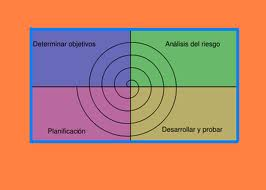 Determinar objetivos
Análisis del riesgo
Planificación
Desarrollar y probar